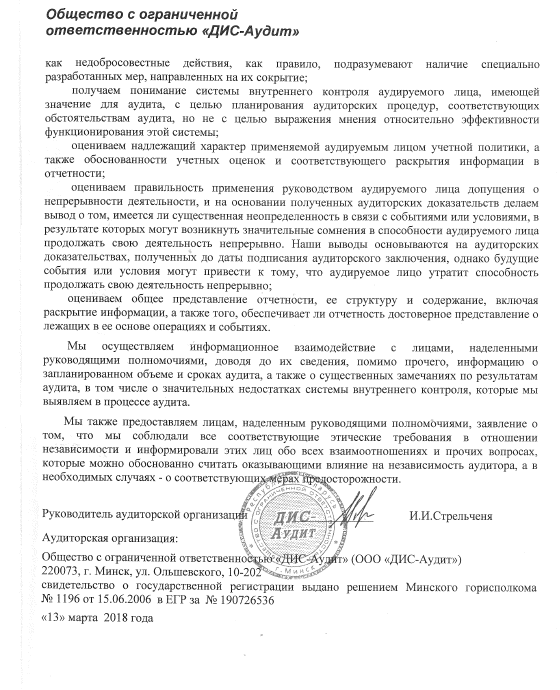 Общество с ограниченной
ответственностью «ДИС-Аудит»
как недобросовестные действия, как правило, подразумевают наличие специально
разработанных мер, направленных на их сокрытие;
получаем понимание системы внутреннего контроля аудируемого лица, имеющей
значение для аудита, с целью планирования аудиторских процедур, соответствующих
обстоятельствам аудита, но не с целью выражения мнения относительно эффективности
функционирования этой системы;
оцениваем надлежащий характер применяемой аудируемым лицом учетной политики, а
также обоснованности учетных оценок и соответствующего раскрытия информации в
отчетности;
оцениваем правильность применения руководством аудируемого лица допущения о
непрерывности деятельности, и на основании полученных аудиторских доказательств делаем
вывод о том, имеется ли существенная неопределенность в связи с событиями или условиями, в
результате которых могут возникнуть значительные сомнения в способности аудируемого лица
продолжать свою деятельность непрерывно. Наши выводы основываются на аудиторских
доказательствах, полученных до даты подписания аудиторского заключения, однако будущие
события или условия могут привести к тому, что аудируемое лицо утратит способность
продолжать свою деятельность непрерывно;
оцениваем общее представление отчетности, ее структуру и содержание, включая
раскрытие информации, а также того, обеспечивает ли отчетность достоверное представление о
лежащих в ее основе операциях и событиях.
Мы осуществляем информационное взаимодействие с лицами, наделенными
руководящими полномочиями, доводя до их сведения, помимо прочего, информацию о
запланированном объеме и сроках аудита, а также о существенных замечаниях по результатам
аудита, в том числе о значительных недостатках системы внутреннего контроля, которые мы
выявляем в процессе аудита.
Мы также предоставляем лицам, наделенным руководящими полномочиями, заявление о
том, что мы соблюдали все соответствующие этические требования в отношении
независимости и информировали этих лиц обо всех взаимоотношениях и прочих вопросах,
которые можно обоснованно считать оказывающими влияние на независимость аудитора, а в
необходимых случаях - о соответствующих мерах предосторожности.
Руководитель аудиторской организации И.И.Стрельченя
ДИС-
Аудит
г.Минск
Аудиторская организация:
Общество с ограниченной ответственностью «ДИС-Аудит» (ООО «ДИС-Аудит»)
220073, г. Минск, ул. Ольшевского, 10-202
свидетельство о государственной регистрации выдано решением Минского горисполкома
№ 1196 от 15.06.2006 в ЕГР за № 190726536
«13» марта 2018 года